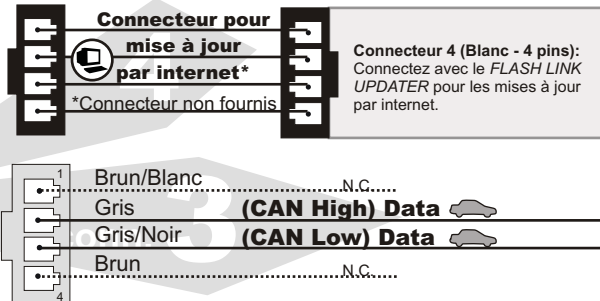 Connecteur pour
mise à jour
par internet*
*Connecteur non fournis
Connecteur 4 (Blanc - 4 pins):
Connectez avec le FLASH LINK
UPDATER pour les mises à jour
par internet.
4
1
Brun/Blanc N.C.
Gris (CAN High) Data
Gris/Noir (CAN Low) Data
Brun N.C.
4
3